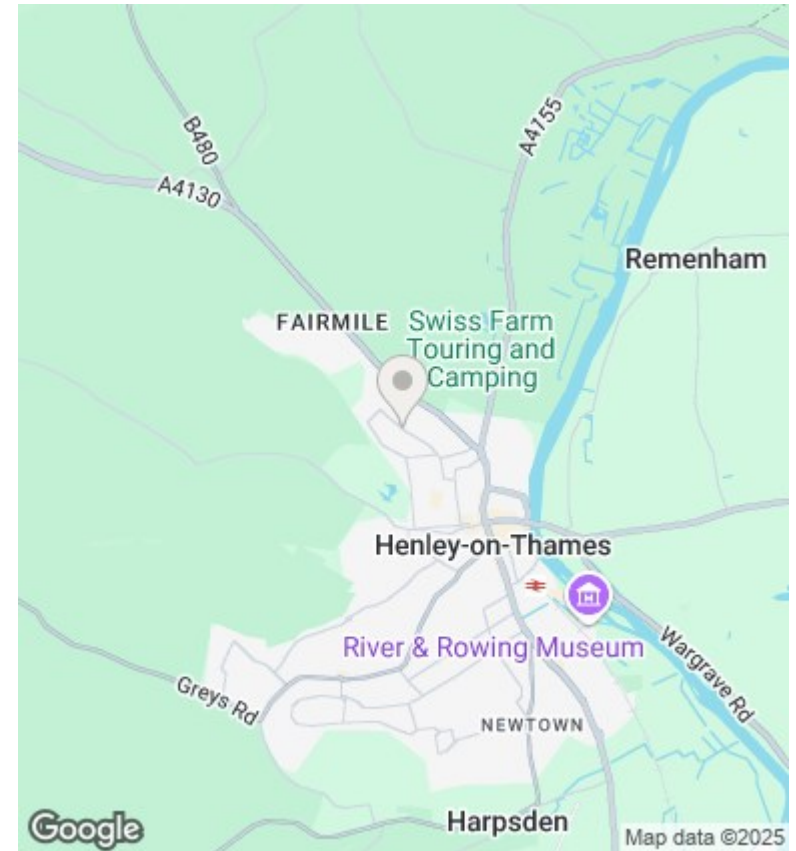 B480
A4155
A4130
Remenham
FAIRMILE
Swiss Farm
Touring and
Camping
Henley-on-Thames
River & Rowing Museum
Wargrave Rd
Greys Rd
NEWTOWN
Harpsden
Google
Map data ©2025